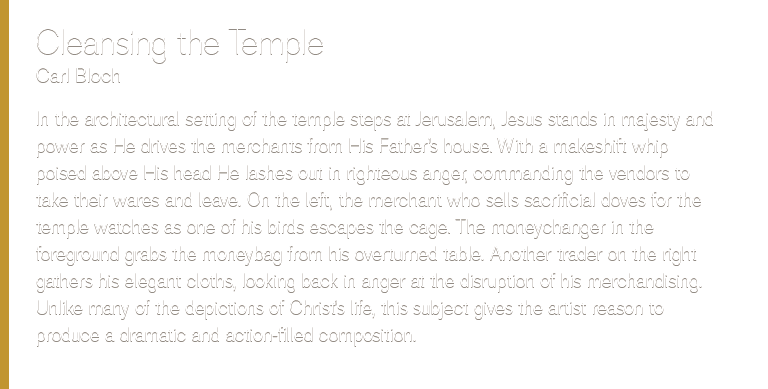 Cleansing the Temple
Carl Bloch
In the architectural setting of the temple steps at Jerusalem, Jesus stands in majesty and
power as He drives the merchants from His Father's house. With a makeshift whip
poised above His head He lashes out in righteous anger, commanding the vendors to
take their wares and leave. On the left, the merchant who sells sacrificial doves for the
temple watches as one of his birds escapes the cage. The moneychanger in the
foreground grabs the moneybag from his overturned table. Another trader on the right
gathers his elegant cloths, looking back in anger at the disruption of his merchandising.
Unlike many of the depictions of Christ's life, this subject gives the artist reason to
produce a dramatic and action-filled composition.